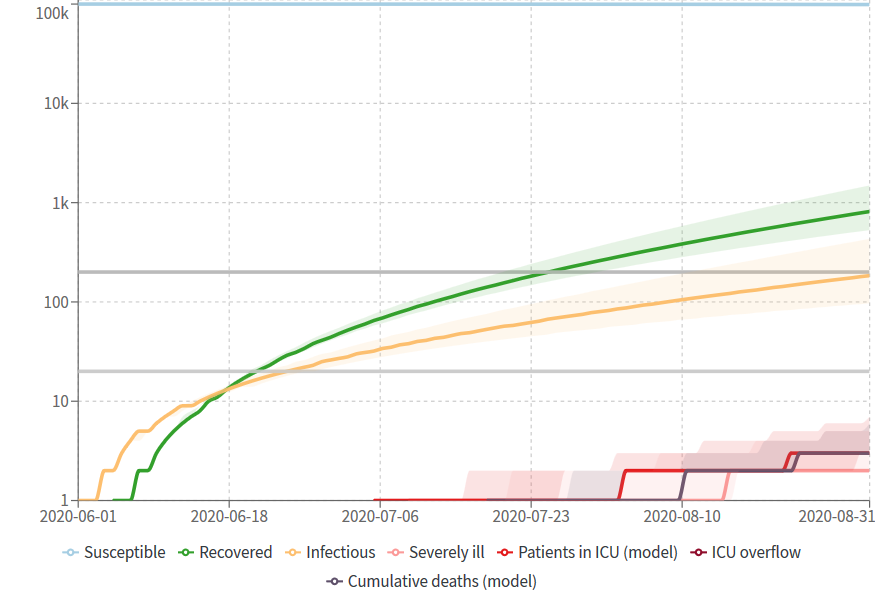 100k
10k
1k
100
10
1
2020-06-01 2020-06-18 2020-07-06 2020-07-23 2020-08-10 2020-08-31
Susceptible Recovered Infectious Severely ill Patients in ICU (model) ICU overflow
Cumulative deaths (model)